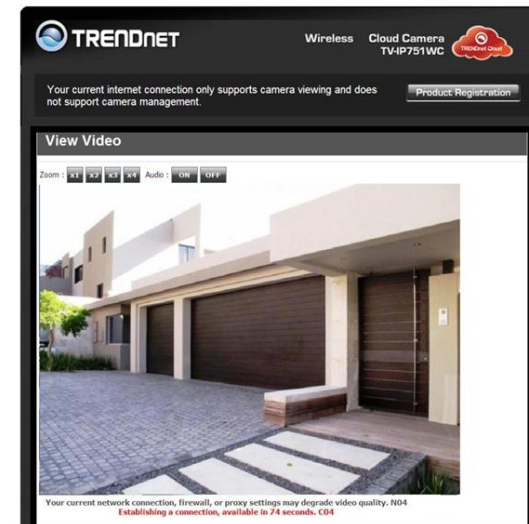 TRENDNET
Wireless Cloud Camera
TV-IP751WC
TRENDnet Cloud
Your current internet connection only supports camera viewing and does
not support camera management.
Product Registration
View Video
Zoom : x1 x2 x3 x4 Audio : ON OFF
Your current network connection, firewall, or proxy settings may degrade video quality. N04
Establishing a connection, available in 74 seconds. C04